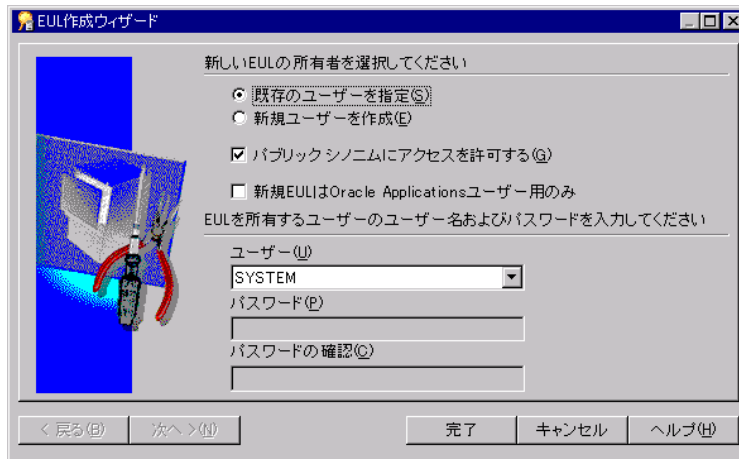 EUL作成ウィザード
新しいEULの所有者を選択してください
既存のユーザーを指定(S)
新規ユーザーを作成(E)
パブリックシノニムにアクセスを許可する(G)
新規EULはOracle Applicationsユーザー用のみ
EULを所有するユーザーのユーザー名およびパスワードを入力してください
ユーザー(U)
SYSTEM
パスワード(P)
パスワードの確認(C)
< 戻る(B) 次へ >(N) 完了 キャンセル ヘルプ(H)